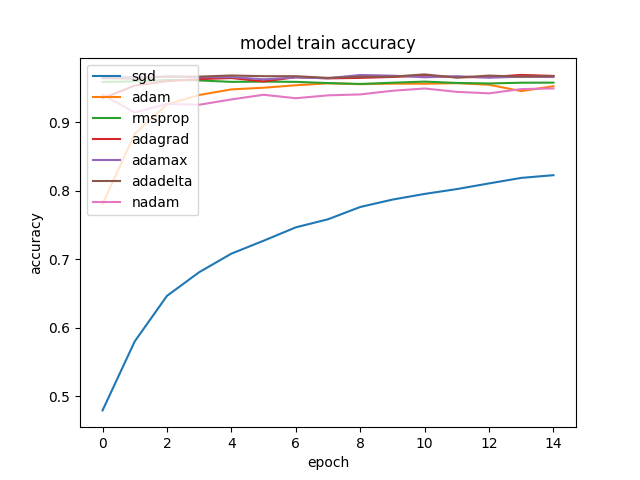 model train accuracy
sgd
adam
rmsprop
adagrad
adamax
adadelta
nadam
accuracy
0.9
0.8
0.7
0.6
0.5
0 2 4 6 8 10 12 14
epoch